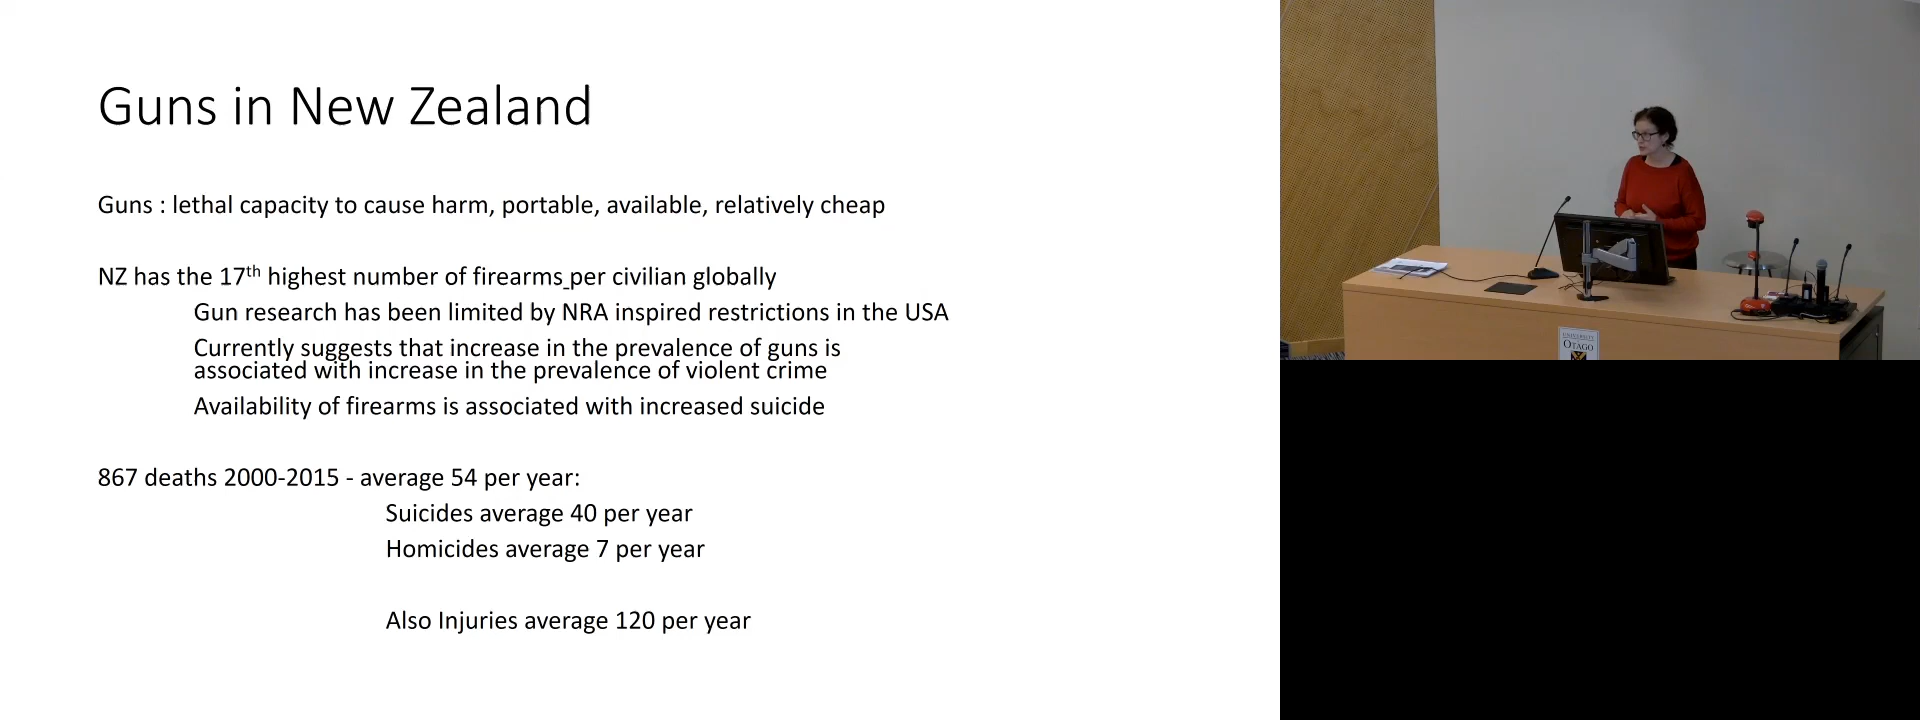 Guns in New Zealand
Guns : lethal capacity to cause harm, portable, available, relatively cheap
NZ has the 17th highest number of firearms per civilian globally
Gun research has been limited by NRA inspired restrictions in the USA
Currently suggests that increase in the prevalence of guns is
associated with increase in the prevalence of violent crime
Availability of firearms is associated with increased suicide
867 deaths 2000-2015 - average 54 per year:
Suicides average 40 per year
Homicides average 7 per year
Also Injuries average 120 per year
UNIVERSITY
OTAGO